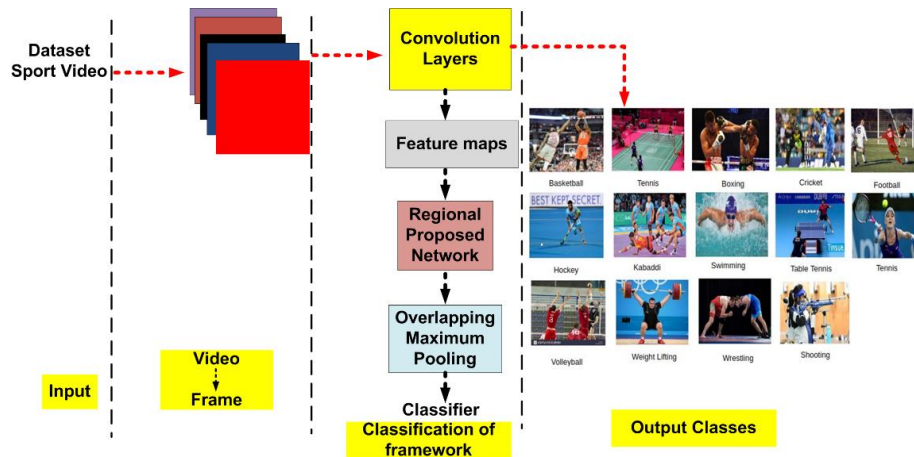 Dataset
Sport Video
Convolution
Layers
Feature maps
Regional
Proposed
Network
Overlapping
Maximum
Pooling
Classifier
Classification of
framework
Input
Video
Frame
Basketball
Tennis
Boxing
Cricket
Football
BEST KEPT SECRET
Hockey
Kabaddi
Swimming
Table Tennis
Tennis
Volleyball
Weight Lifting
Wrestling
Shooting
Output Classes